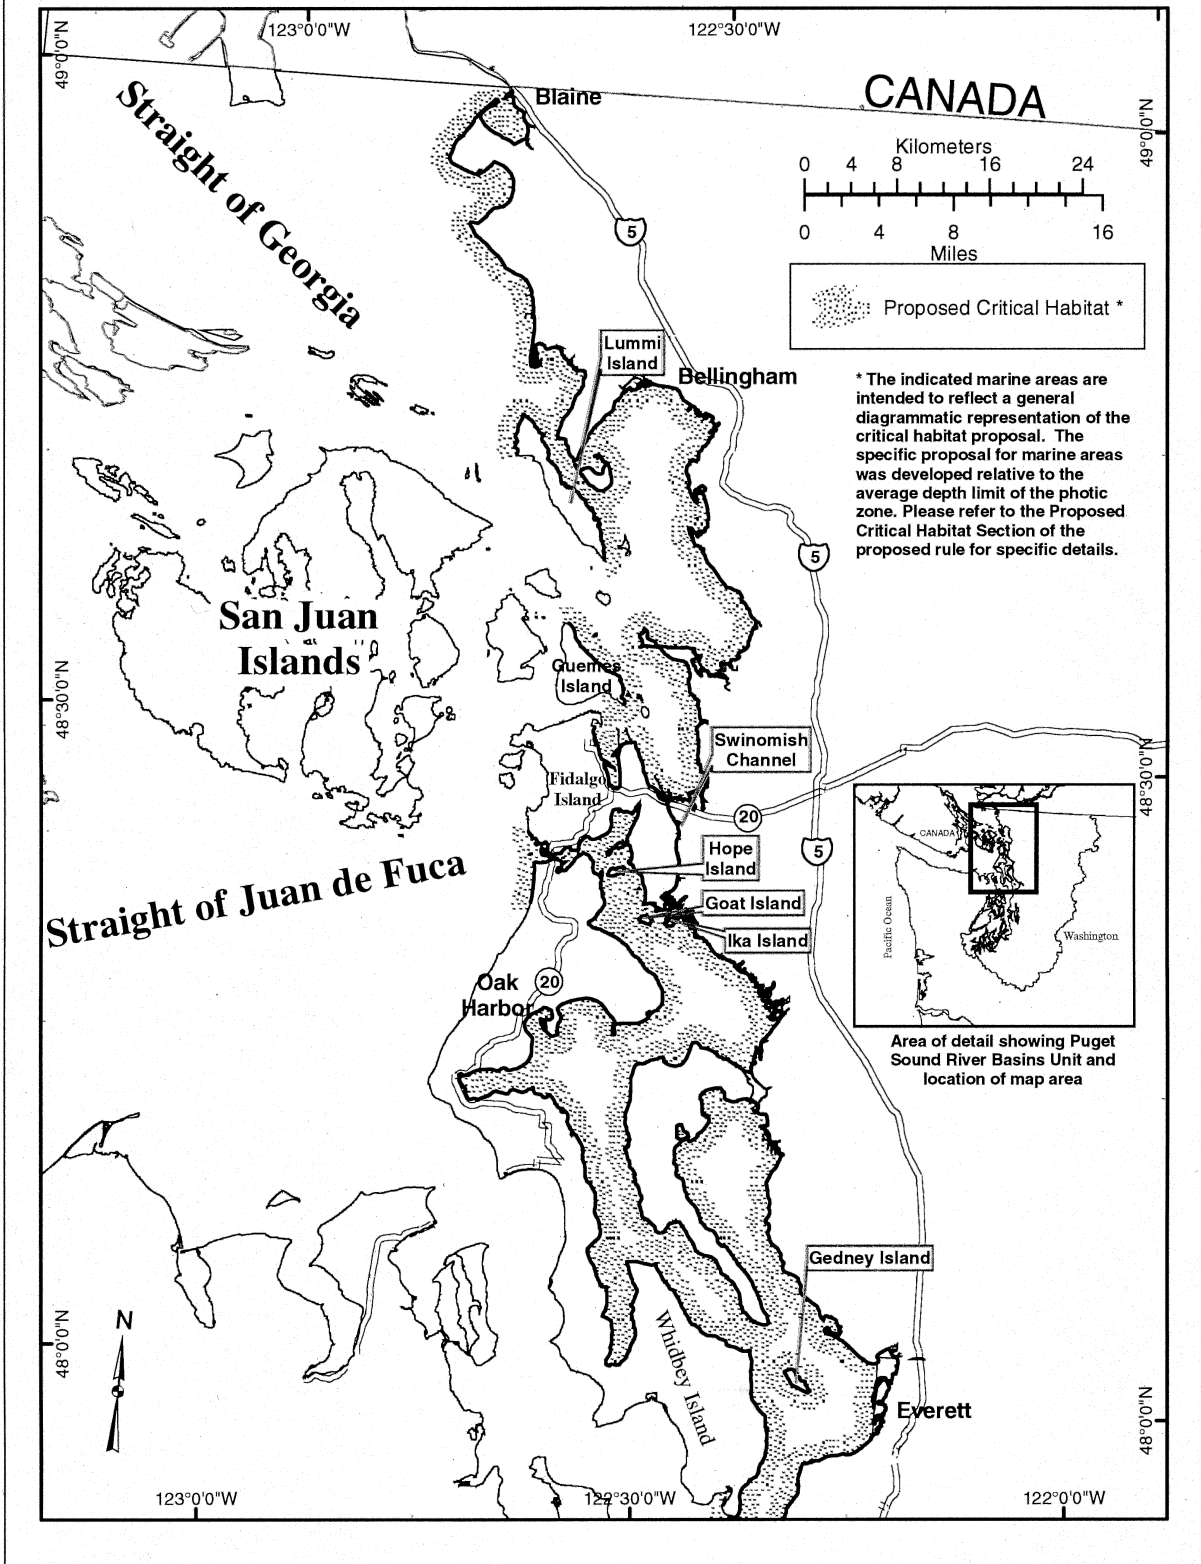 123°0'0"W
122°30'0"W
49°0'0"N
Blaine
CANADA
49°0'0"N
Straight of Georgia
Kilometers
0 4 8 16 24
0 4 8 16
Miles
5
Proposed Critical Habitat *
Lummi
Island
Bellingham
* The indicated marine areas are
intended to reflect a general
diagrammatic representation of the
critical habitat proposal. The
specific proposal for marine areas
was developed relative to the
average depth limit of the photic
zone. Please refer to the Proposed
Critical Habitat Section of the
proposed rule for specific details.
5
San Juan
Islands
Guemes
Island
48°30'0"N
Swinomish
Channel
48°30'0"N
Fidalgo
Island
20
5
Hope
Island
Goat Island
Ika Island
Straight of Juan de Fuca
CANADA
Pacific Ocean
Washington
Oak
Harbor
20
Area of detail showing Puget
Sound River Basins Unit and
location of map area
Gedney Island
Whidbey Island
N
48°0'0"N
Everett
48°0'0"N
123°0'0"W
122°30'0"W
122°0'0"W